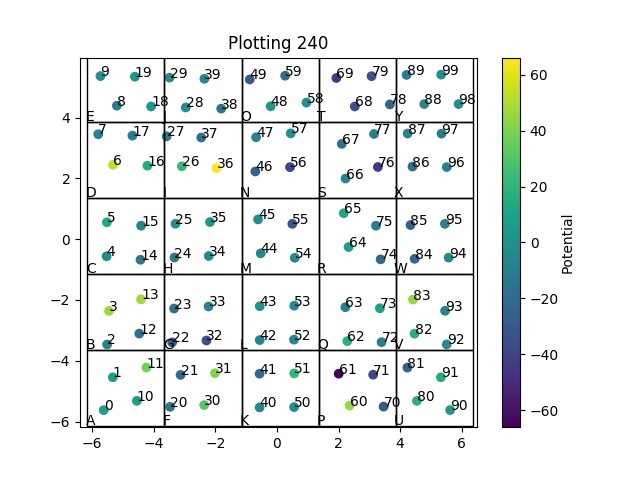 Plotting 240
9 19 29 39 49 59 69 79 89 99
8 18 28 38 48 58 68 78 88 98
E O T Y
7 17 27 37 47 57 67 77 87 97
6 16 26 36 46 56 66 76 86 96
D I N S X
5 15 25 35 45 55 65 75 85 95
4 14 24 34 44 54 64 74 84 94
C H M R W
3 13 23 33 43 53 63 73 83 93
2 12 22 32 42 52 62 72 82 92
B G L Q V
1 11 21 31 41 51 61 71 81 91
0 10 20 30 40 50 60 70 80 90
A F K P U
4
2
0
−2
−4
−6
−6 −4 −2 0 2 4 6
60
40
20
0
−20
−40
−60
Potential